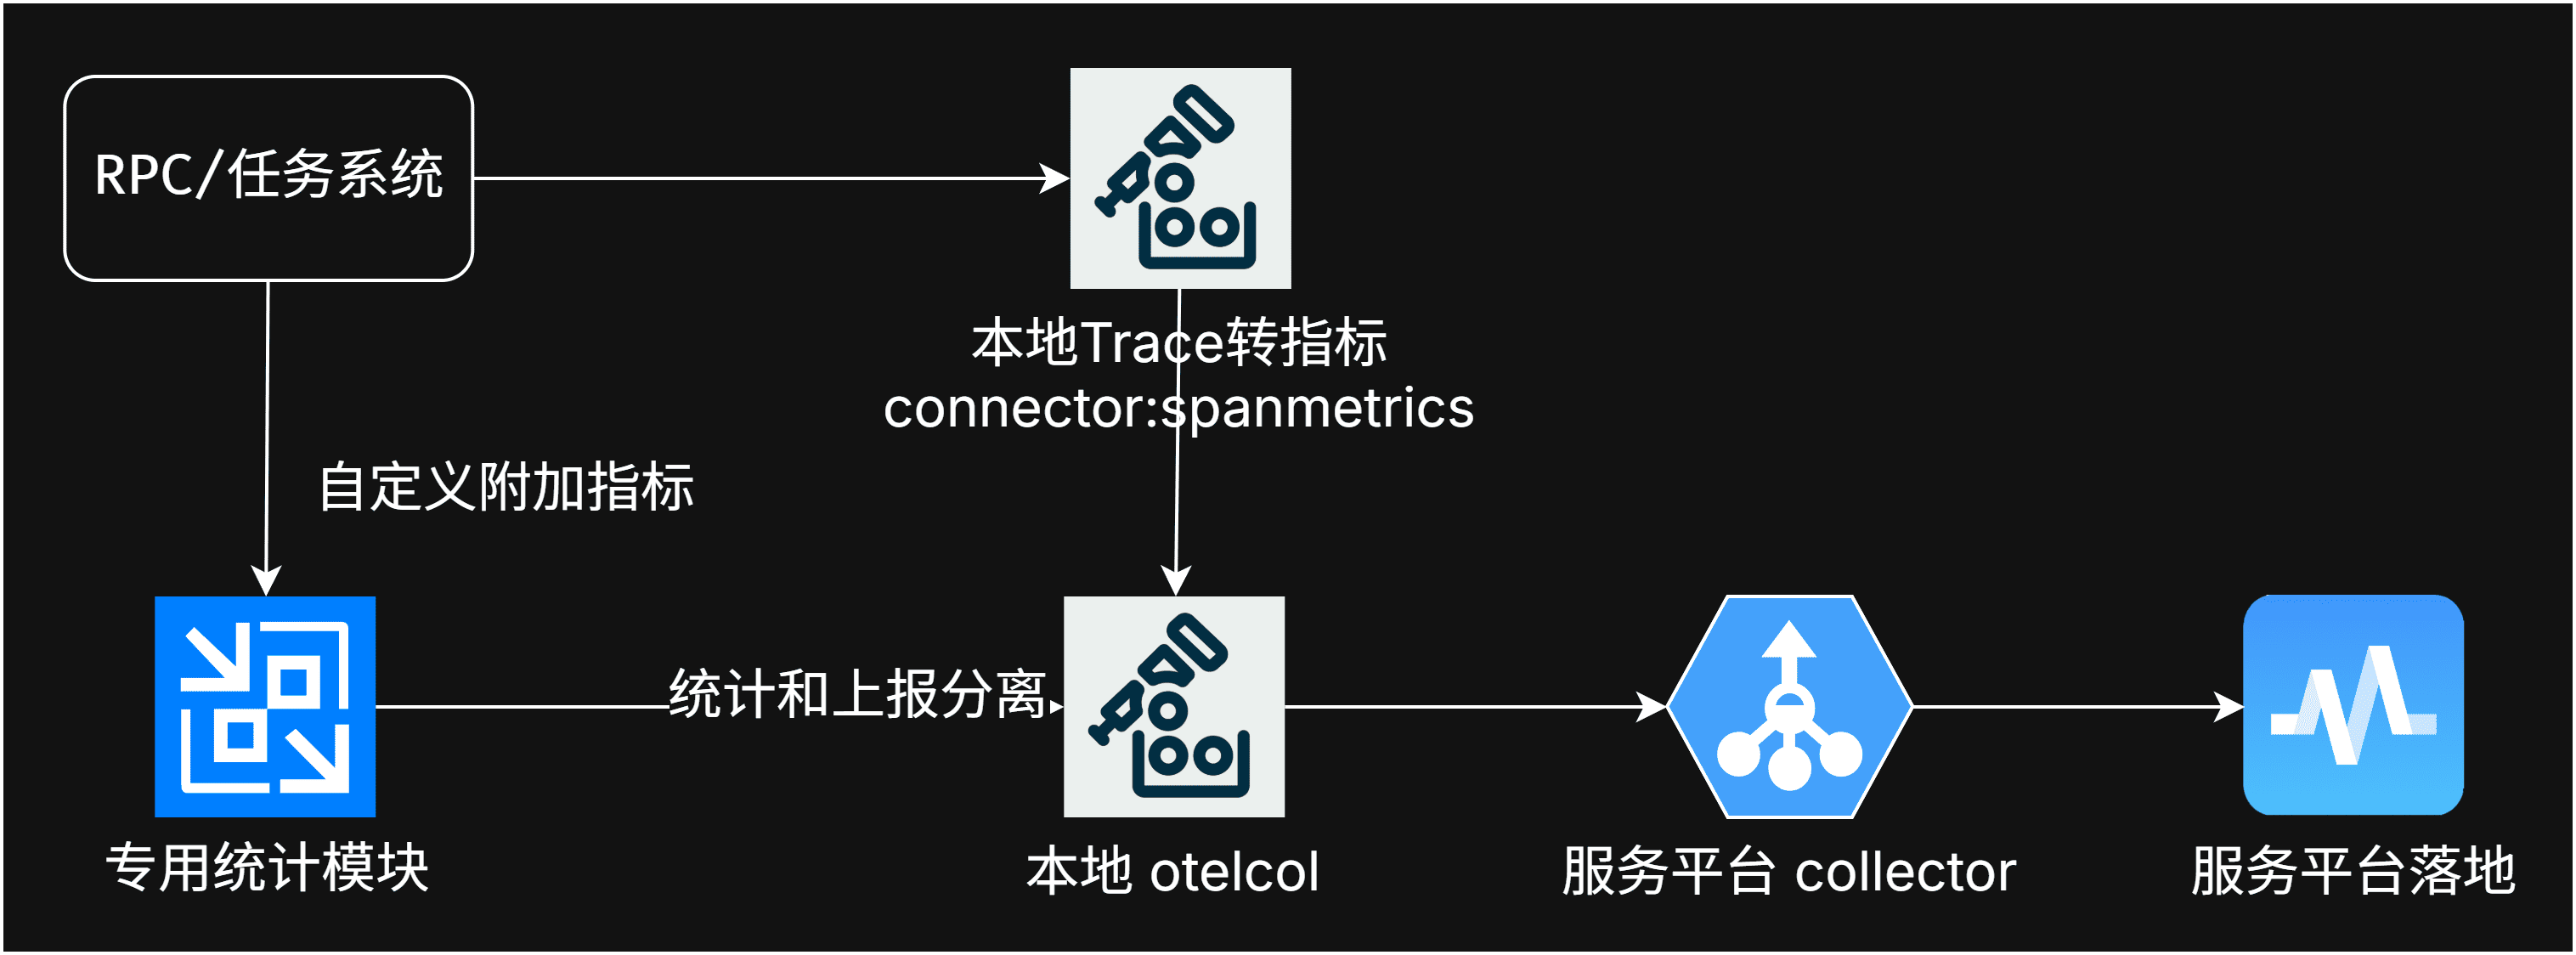 RPC/任务系统
本地Trace转指标
connector:spanmetrics
自定义附加指标
统计和上报分离
专用统计模块
本地 otelcol
服务平台 collector
服务平台落地